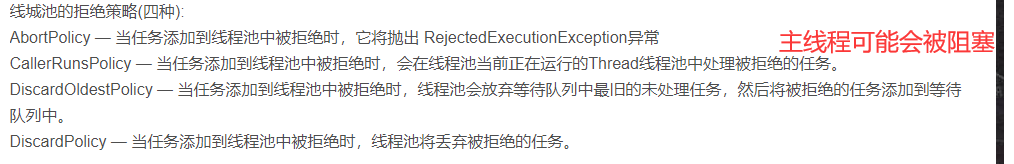 线城池的拒绝策略(四种):
AbortPolicy — 当任务添加到线程池中被拒绝时，它将抛出 RejectedExecutionException异常
主线程可能会被阻塞
CallerRunsPolicy — 当任务添加到线程池中被拒绝时，会在线程池当前正在运行的Thread线程池中处理被拒绝的任务。
DiscardOldestPolicy — 当任务添加到线程池中被拒绝时，线程池会放弃等待队列中最旧的未处理任务，然后将被拒绝的任务添加到等待
队列中。
DiscardPolicy — 当任务添加到线程池中被拒绝时，线程池将丢弃被拒绝的任务。